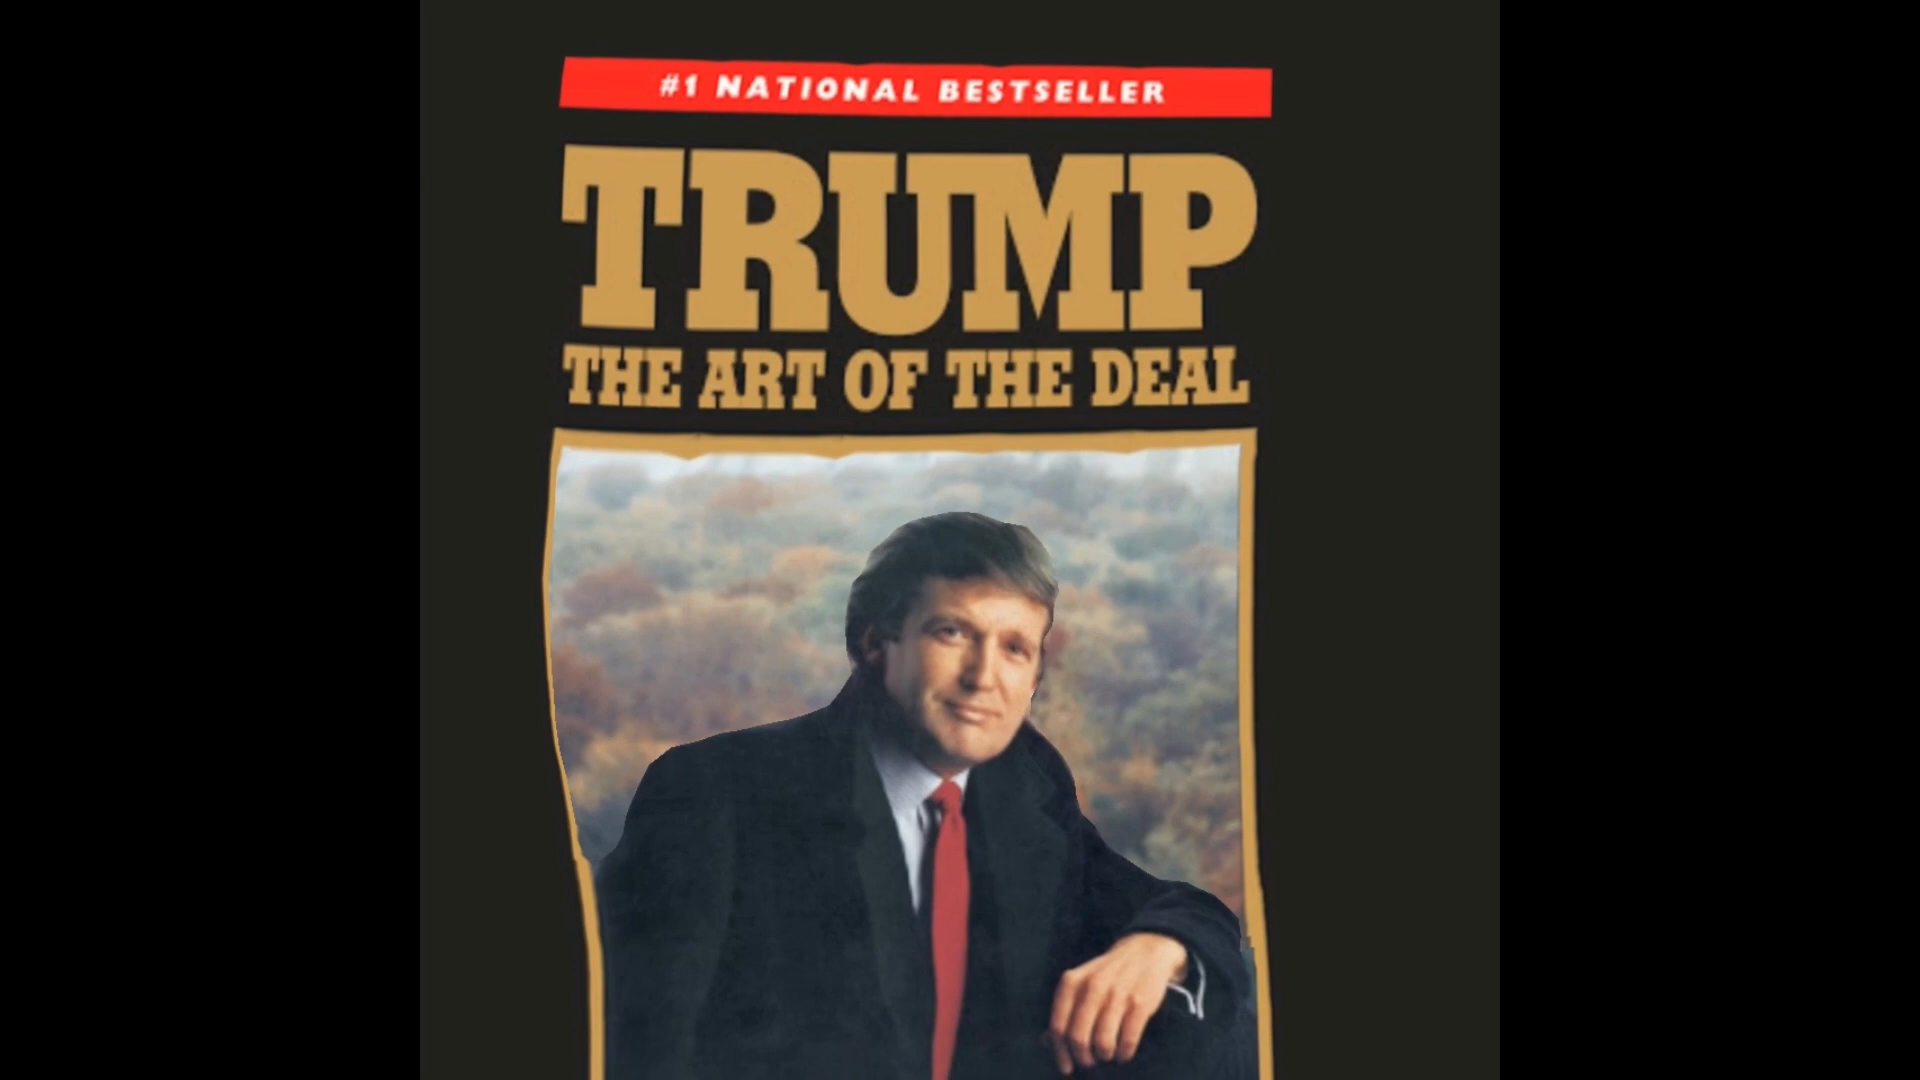 #1 NATIONAL BESTSELLER
TRUMP
THE ART OF THE DEAL